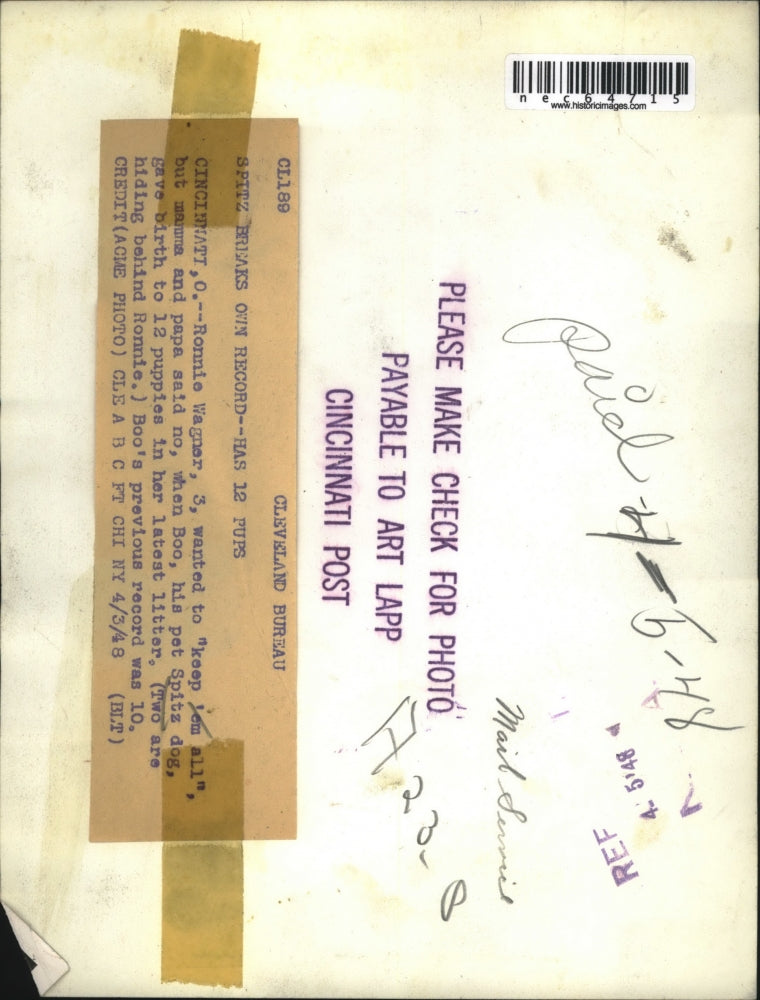 nec64715
www.historicimages.com
CL189 CLEVELAND BUREAU
SPITZ BREAKS OWN RECORD--HAS 12 PUPS
CINCINNATI,O.--Ronnie Wagner, 3, wanted to "keep 'em all",
but mamma and papa said no, when Boo, his pet Spitz dog,
gave birth to 12 puppies in her latest litter. (Two are
hiding behind Ronnie.) Boo's previous record was 10.
CREDIT(ACME PHOTO) CLE A B C FT CHI NY 4/3/48 (BLT)
PLEASE MAKE CHECK FOR PHOTO
PAYABLE TO ART LAPP
CINCINNATI POST
Paid 4-6-48
Mail Service
REF